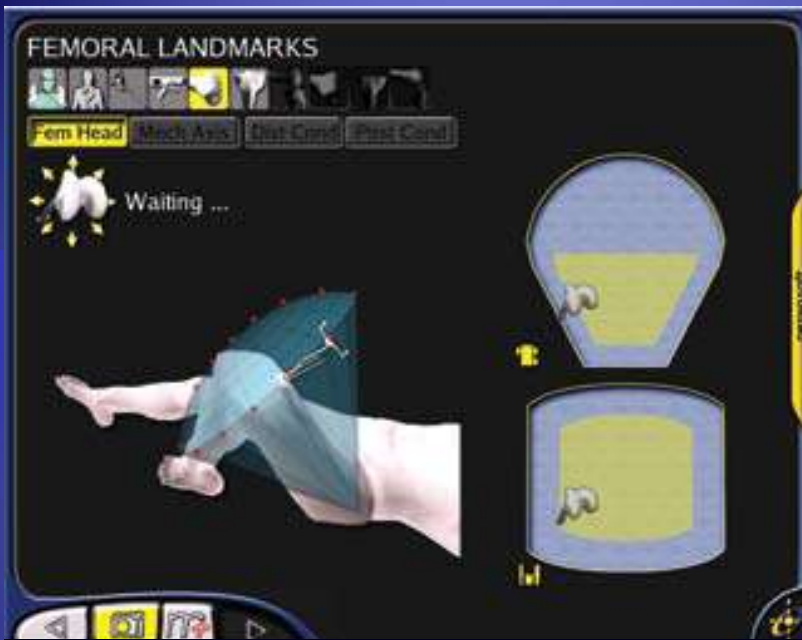 FEMORAL LANDMARKS
Fem Head Mech Axis Dist Cond Post Cond
Waiting ...